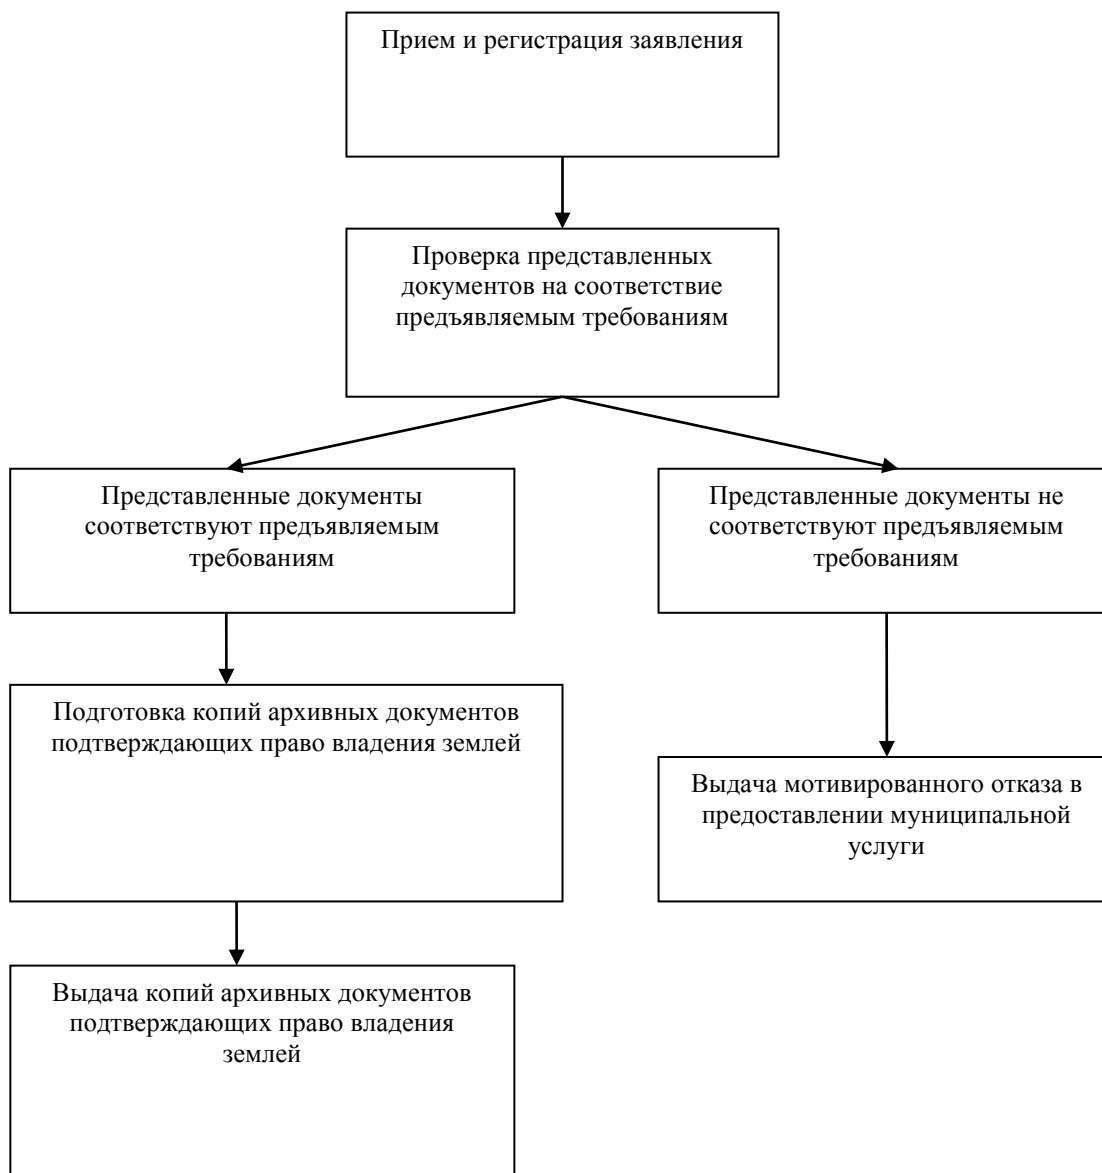 Прием и регистрация заявления
Проверка представленных
документов на соответствие
предъявляемым требованиям
Представленные документы
соответствуют предъявляемым
требованиям
Представленные документы не
соответствуют предъявляемым
требованиям
Подготовка копий архивных документов
подтверждающих право владения землей
Выдача мотивированного отказа в
предоставлении муниципальной
услуги
Выдача копий архивных документов
подтверждающих право владения
землей